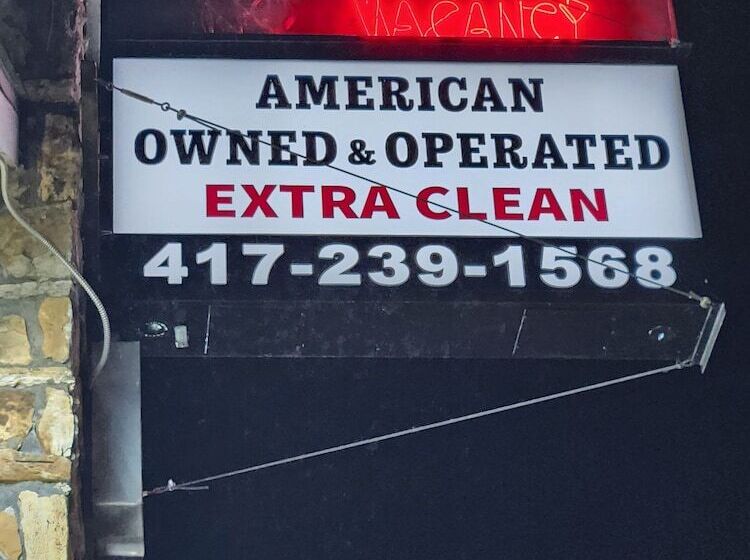 VACANCY
AMERICAN
OWNED & OPERATED
EXTRA CLEAN
417-239-1568